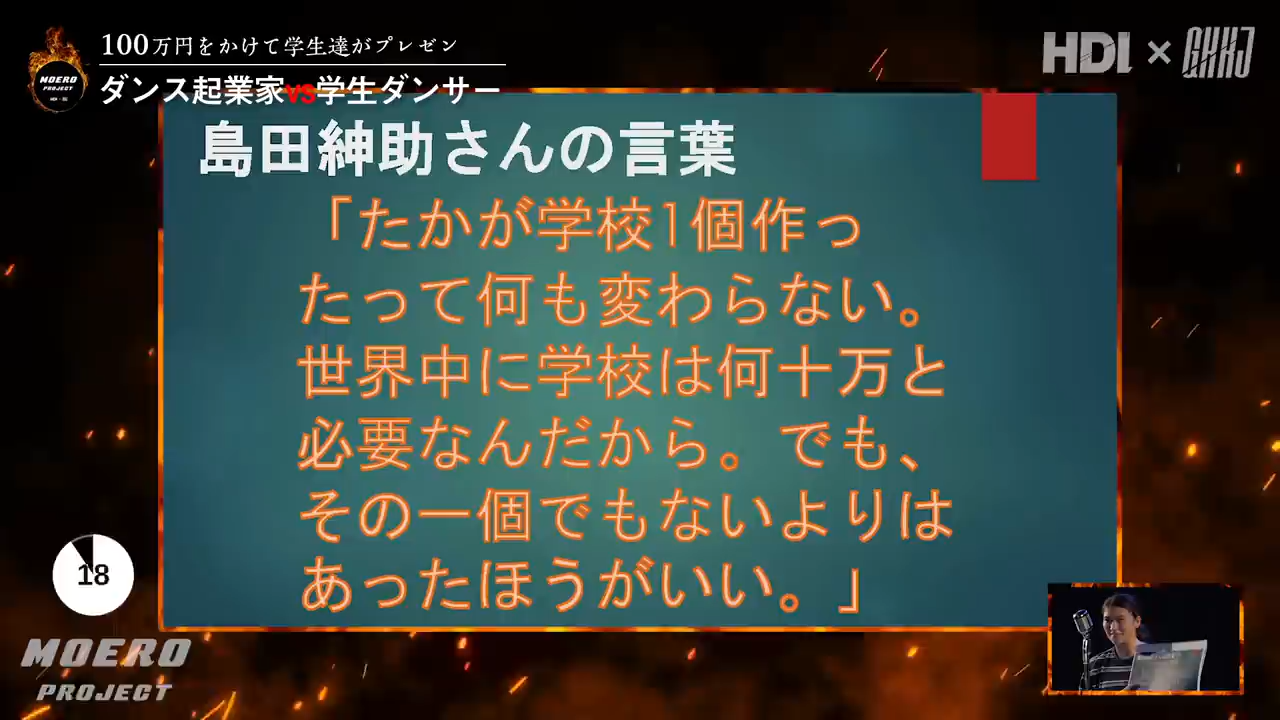 100万円をかけて学生達がプレゼン
ダンス起業家vs学生ダンサー
HDI × GKKJ
MOERO
PROJECT
島田紳助さんの言葉
「たかが学校1個作っ
たって何も変わらない。
世界中に学校は何十万と
必要なんだから。でも、
その一個でもないよりは
あったほうがいい。」
18
MOERO
PROJECT